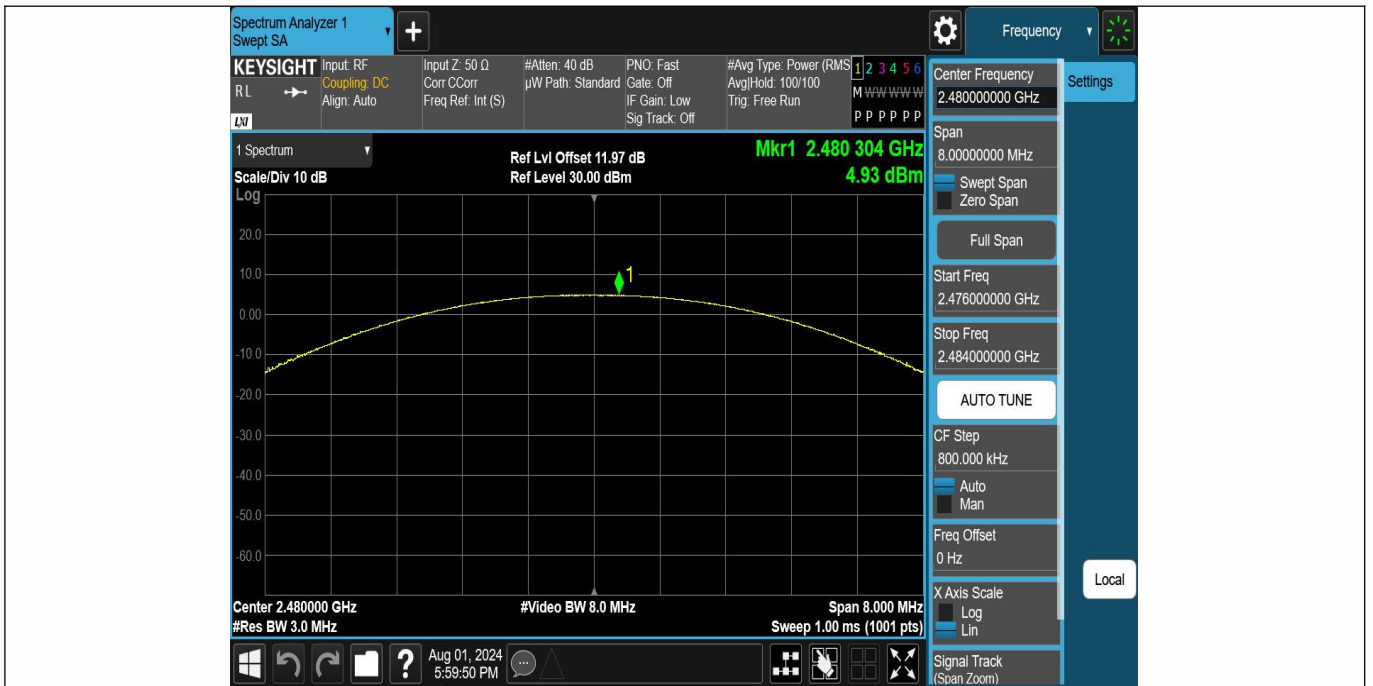 Spectrum Analyzer 1
Swept SA
+
Frequency
KEYSIGHT
RL
LXI
Input: RF
Coupling: DC
Align: Auto
Input Z: 50 Ω
Corr CCorr
Freq Ref: Int (S)
#Atten: 40 dB
µW Path: Standard
PNO: Fast
Gate: Off
IF Gain: Low
Sig Track: Off
#Avg Type: Power (RMS
Avg|Hold: 100/100
Trig: Free Run
1 2 3 4 5 6
M W W W W W
P P P P P P
1 Spectrum
Scale/Div 10 dB
Log
Ref Lvl Offset 11.97 dB
Ref Level 30.00 dBm
Mkr1 2.480 304 GHz
4.93 dBm
20.0
10.0
0.00
-10.0
-20.0
-30.0
-40.0
-50.0
-60.0
1
Center 2.480000 GHz
#Res BW 3.0 MHz
#Video BW 8.0 MHz
Span 8.000 MHz
Sweep 1.00 ms (1001 pts)
Center Frequency
2.480000000 GHz
Settings
Span
8.00000000 MHz
Swept Span
Zero Span
Full Span
Start Freq
2.476000000 GHz
Stop Freq
2.484000000 GHz
AUTO TUNE
CF Step
800.000 kHz
Auto
Man
Freq Offset
0 Hz
X Axis Scale
Log
Lin
Local
Signal Track
(Span Zoom)
?
Aug 01, 2024
5:59:50 PM